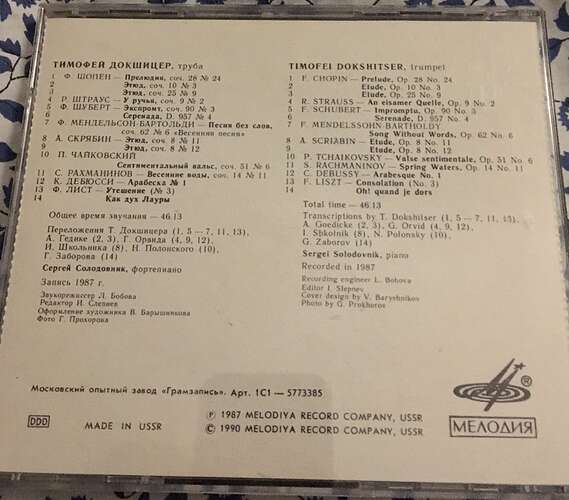 ТИМОФЕЙ ДОКШИЦЕР, труба
1 Ф. ШОПЕН — Прелюдия, соч. 28 № 24
2 Этюд, соч. 10 № 3
3 Этюд, соч. 25 № 9
4 Р. ШТРАУС — У ручья, соч. 9 № 2
5 Ф. ШУБЕРТ — Экспромт, соч. 90 № 3
6 Серенада, D. 957 № 4
7 Ф. МЕНДЕЛЬСОН-БАРТОЛЬДИ — Песня без слов,
соч. 62 № 6 «Весенняя песня»
8 А. СКРЯБИН — Этюд, соч. 8 № 11
9 Этюд, соч. 8 № 12
10 П. ЧАЙКОВСКИЙ
Сентиментальный вальс, соч. 51 № 6
11 С. РАХМАНИНОВ — Весенние воды, соч. 14 № 11
12 К. ДЕБЮССИ — Арабеска № 1
13 Ф. ЛИСТ — Утешение (№ 3)
14 Как дух Лауры
Общее время звучания — 46.13
Переложения Т. Докшицера (1, 5—7, 11, 13),
А. Гедике (2, 3), Г. Орвида (4, 9, 12),
И. Школьника (8), Н. Полонского (10),
Г. Заборова (14)
Сергей Солодовник, фортепиано
Запись 1987 г.
Звукорежиссер Л. Бобова
Редактор И. Слепнев
Оформление художника В. Барышникова
Фото Г. Прохорова
TIMOFEI DOKSHITSER, trumpet
1 F. CHOPIN — Prelude, Op. 28 No. 24
2 Etude, Op. 10 No. 3
3 Etude, Op. 25 No. 9
4 R. STRAUSS — An eisamer Quelle, Op. 9 No. 2
5 F. SCHUBERT — Impromptu, Op. 90 No. 3
6 Serenade, D. 957 No. 4
7 F. MENDELSSOHN-BARTHOLDY
Song Without Words, Op. 62 No. 6
8 A. SCRIABIN — Etude, Op. 8 No. 11
9 Etude, Op. 8 No. 12
10 P. TCHAIKOVSKY — Valse sentimentale, Op. 51 No. 6
11 S. RACHMANINOV — Spring Waters, Op. 14 No. 11
12 C. DEBUSSY — Arabesque No. 1
13 F. LISZT — Consolation (No. 3)
14 Oh! quand je dors
Total time — 46.13
Transcriptions by T. Dokshilser (1, 5—7, 11, 13),
A. Goedicke (2, 3), G. Orvid (4, 9, 12),
I. Shkolnik (8), N. Polonsky (10),
G. Zaborov (14)
Sergei Solodovnik, piano
Recorded in 1987
Recording engineer L. Bobova
Editor I. Slepnev
Cover design by V. Baryshnikov
Photo by G. Prokhorov
Московский опытный завод «Грамзапись». Арт. 1С1 — 5773385
DDD
MADE IN USSR
Ⓟ 1987 MELODIYA RECORD COMPANY, USSR
© 1990 MELODIYA RECORD COMPANY, USSR
МЕЛОДИЯ